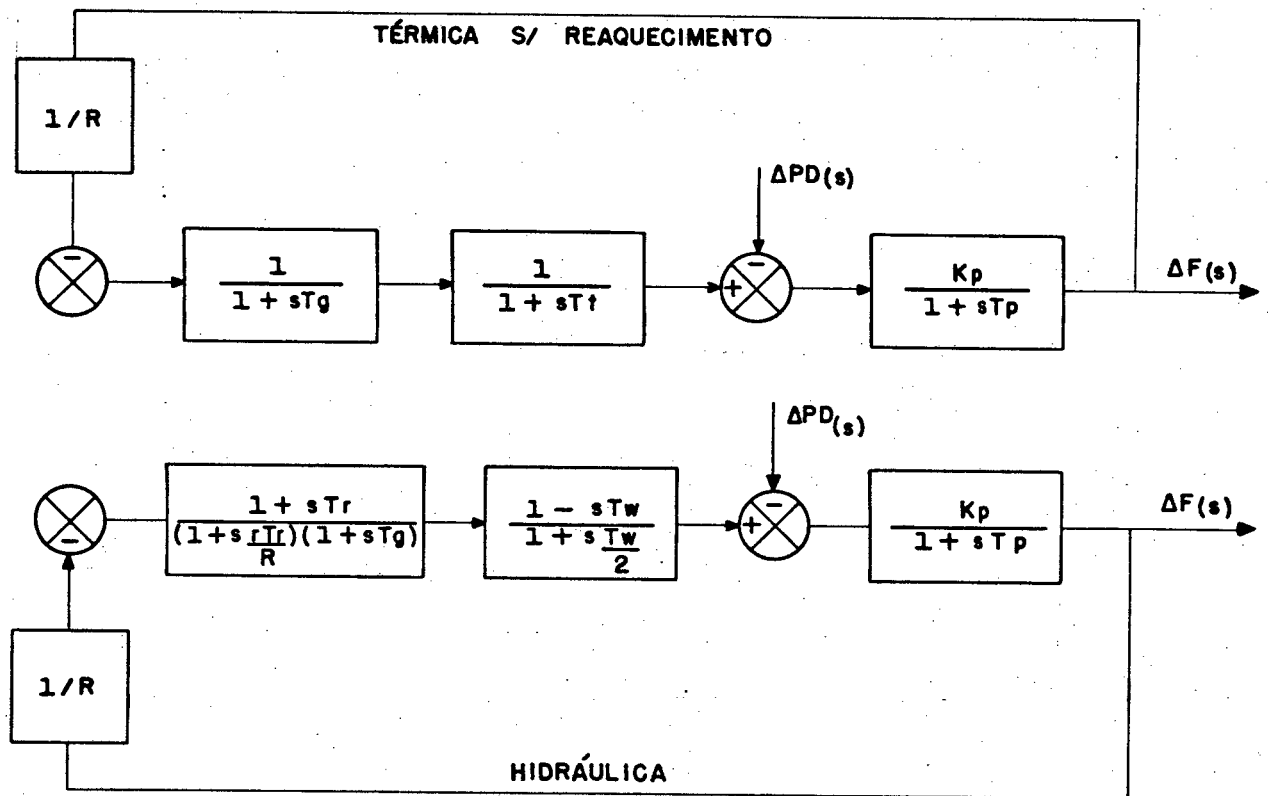 TÉRMICA S/ REAQUECIMENTO
1/R
ΔPD(s)
-
-
+
1
1 + sTg
1
1 + sTt
Kp
1 + sTp
ΔF(s)
ΔPD(s)
-
-
+
1 + sTr
(1+s rTr/R)(1+sTg)
1 - sTw
1 + s Tw/2
Kp
1 + sTp
ΔF(s)
1/R
HIDRÁULICA